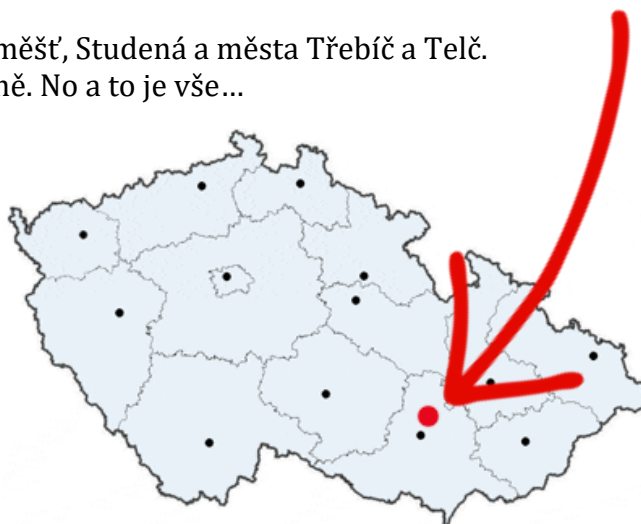 měšť, Studená a města Třebíč a Telč.
ně. No a to je vše…